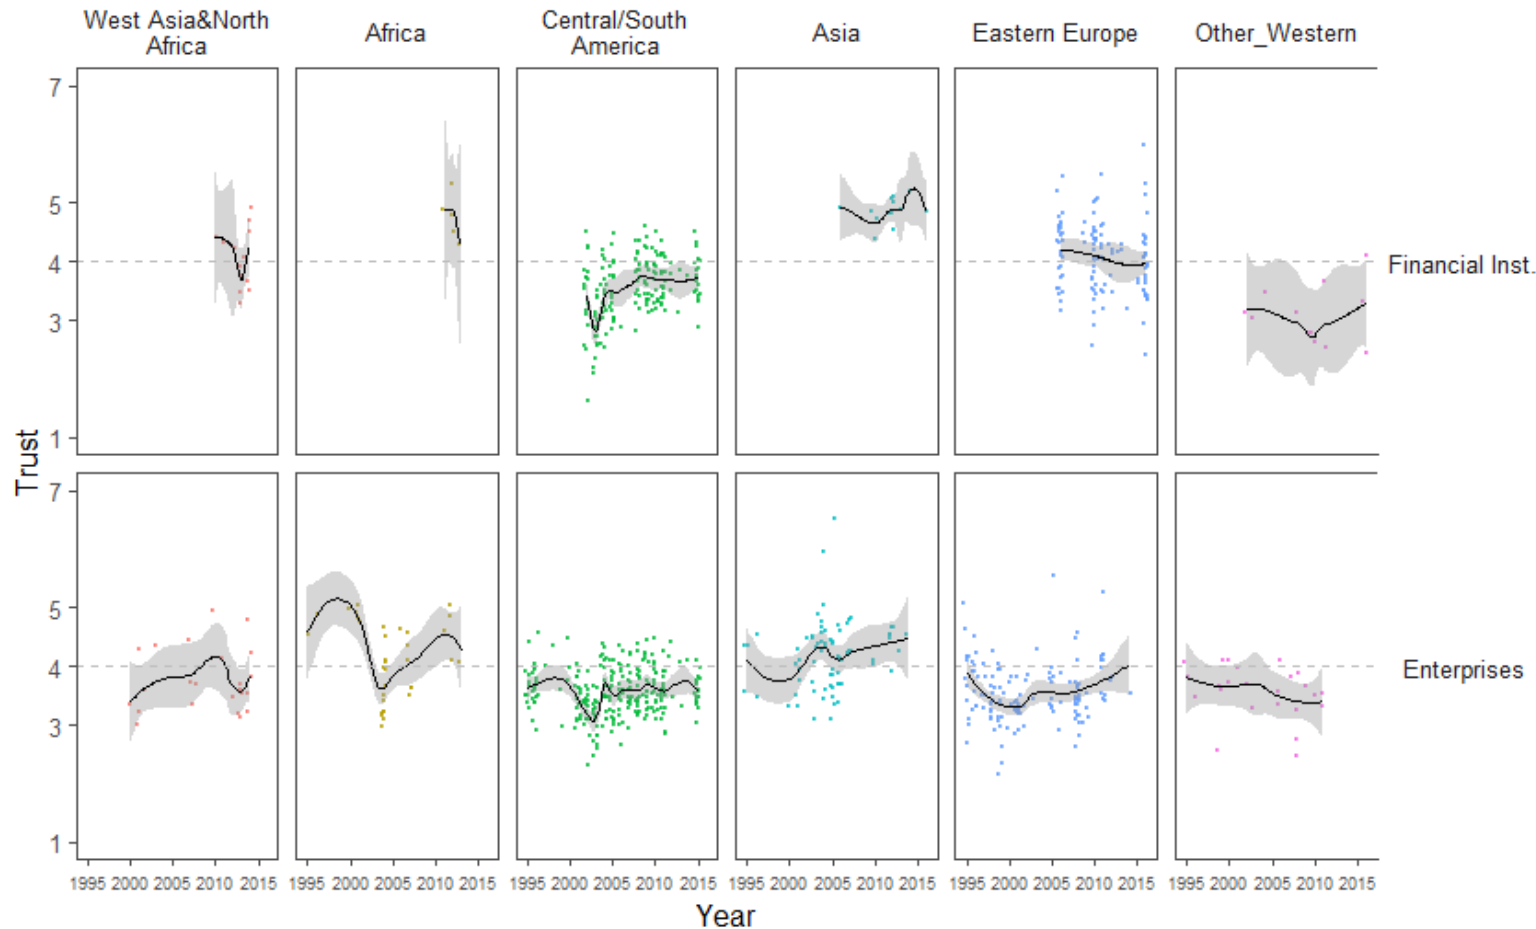 West Asia&North
Africa
Africa
Central/South
America
Asia
Eastern Europe
Other_Western
7
5
4
3
1
Financial Inst.
Trust
7
5
4
3
1
Enterprises
1995 2000 2005 2010 2015
1995 2000 2005 2010 2015
1995 2000 2005 2010 2015
1995 2000 2005 2010 2015
1995 2000 2005 2010 2015
1995 2000 2005 2010 2015
Year